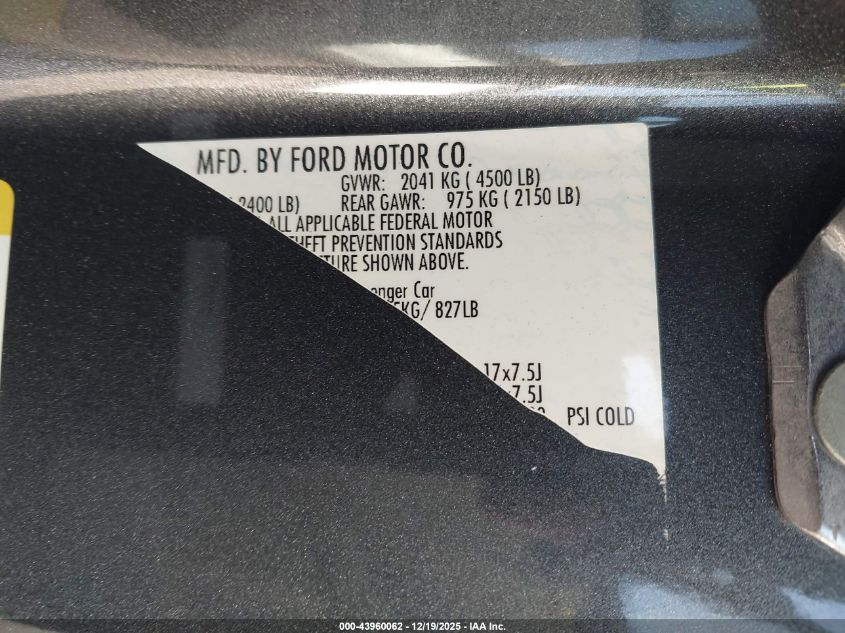 MFD. BY FORD MOTOR CO.
GVWR: 2041 KG ( 4500 LB)
2400 LB) REAR GAWR: 975 KG ( 2150 LB)
ALL APPLICABLE FEDERAL MOTOR
THEFT PREVENTION STANDARDS
TURE SHOWN ABOVE.
enger Car
KG/ 827LB
17x7.5J
7.5J
PSI COLD
000-43960062 - 12/19/2025 - IAA Inc.